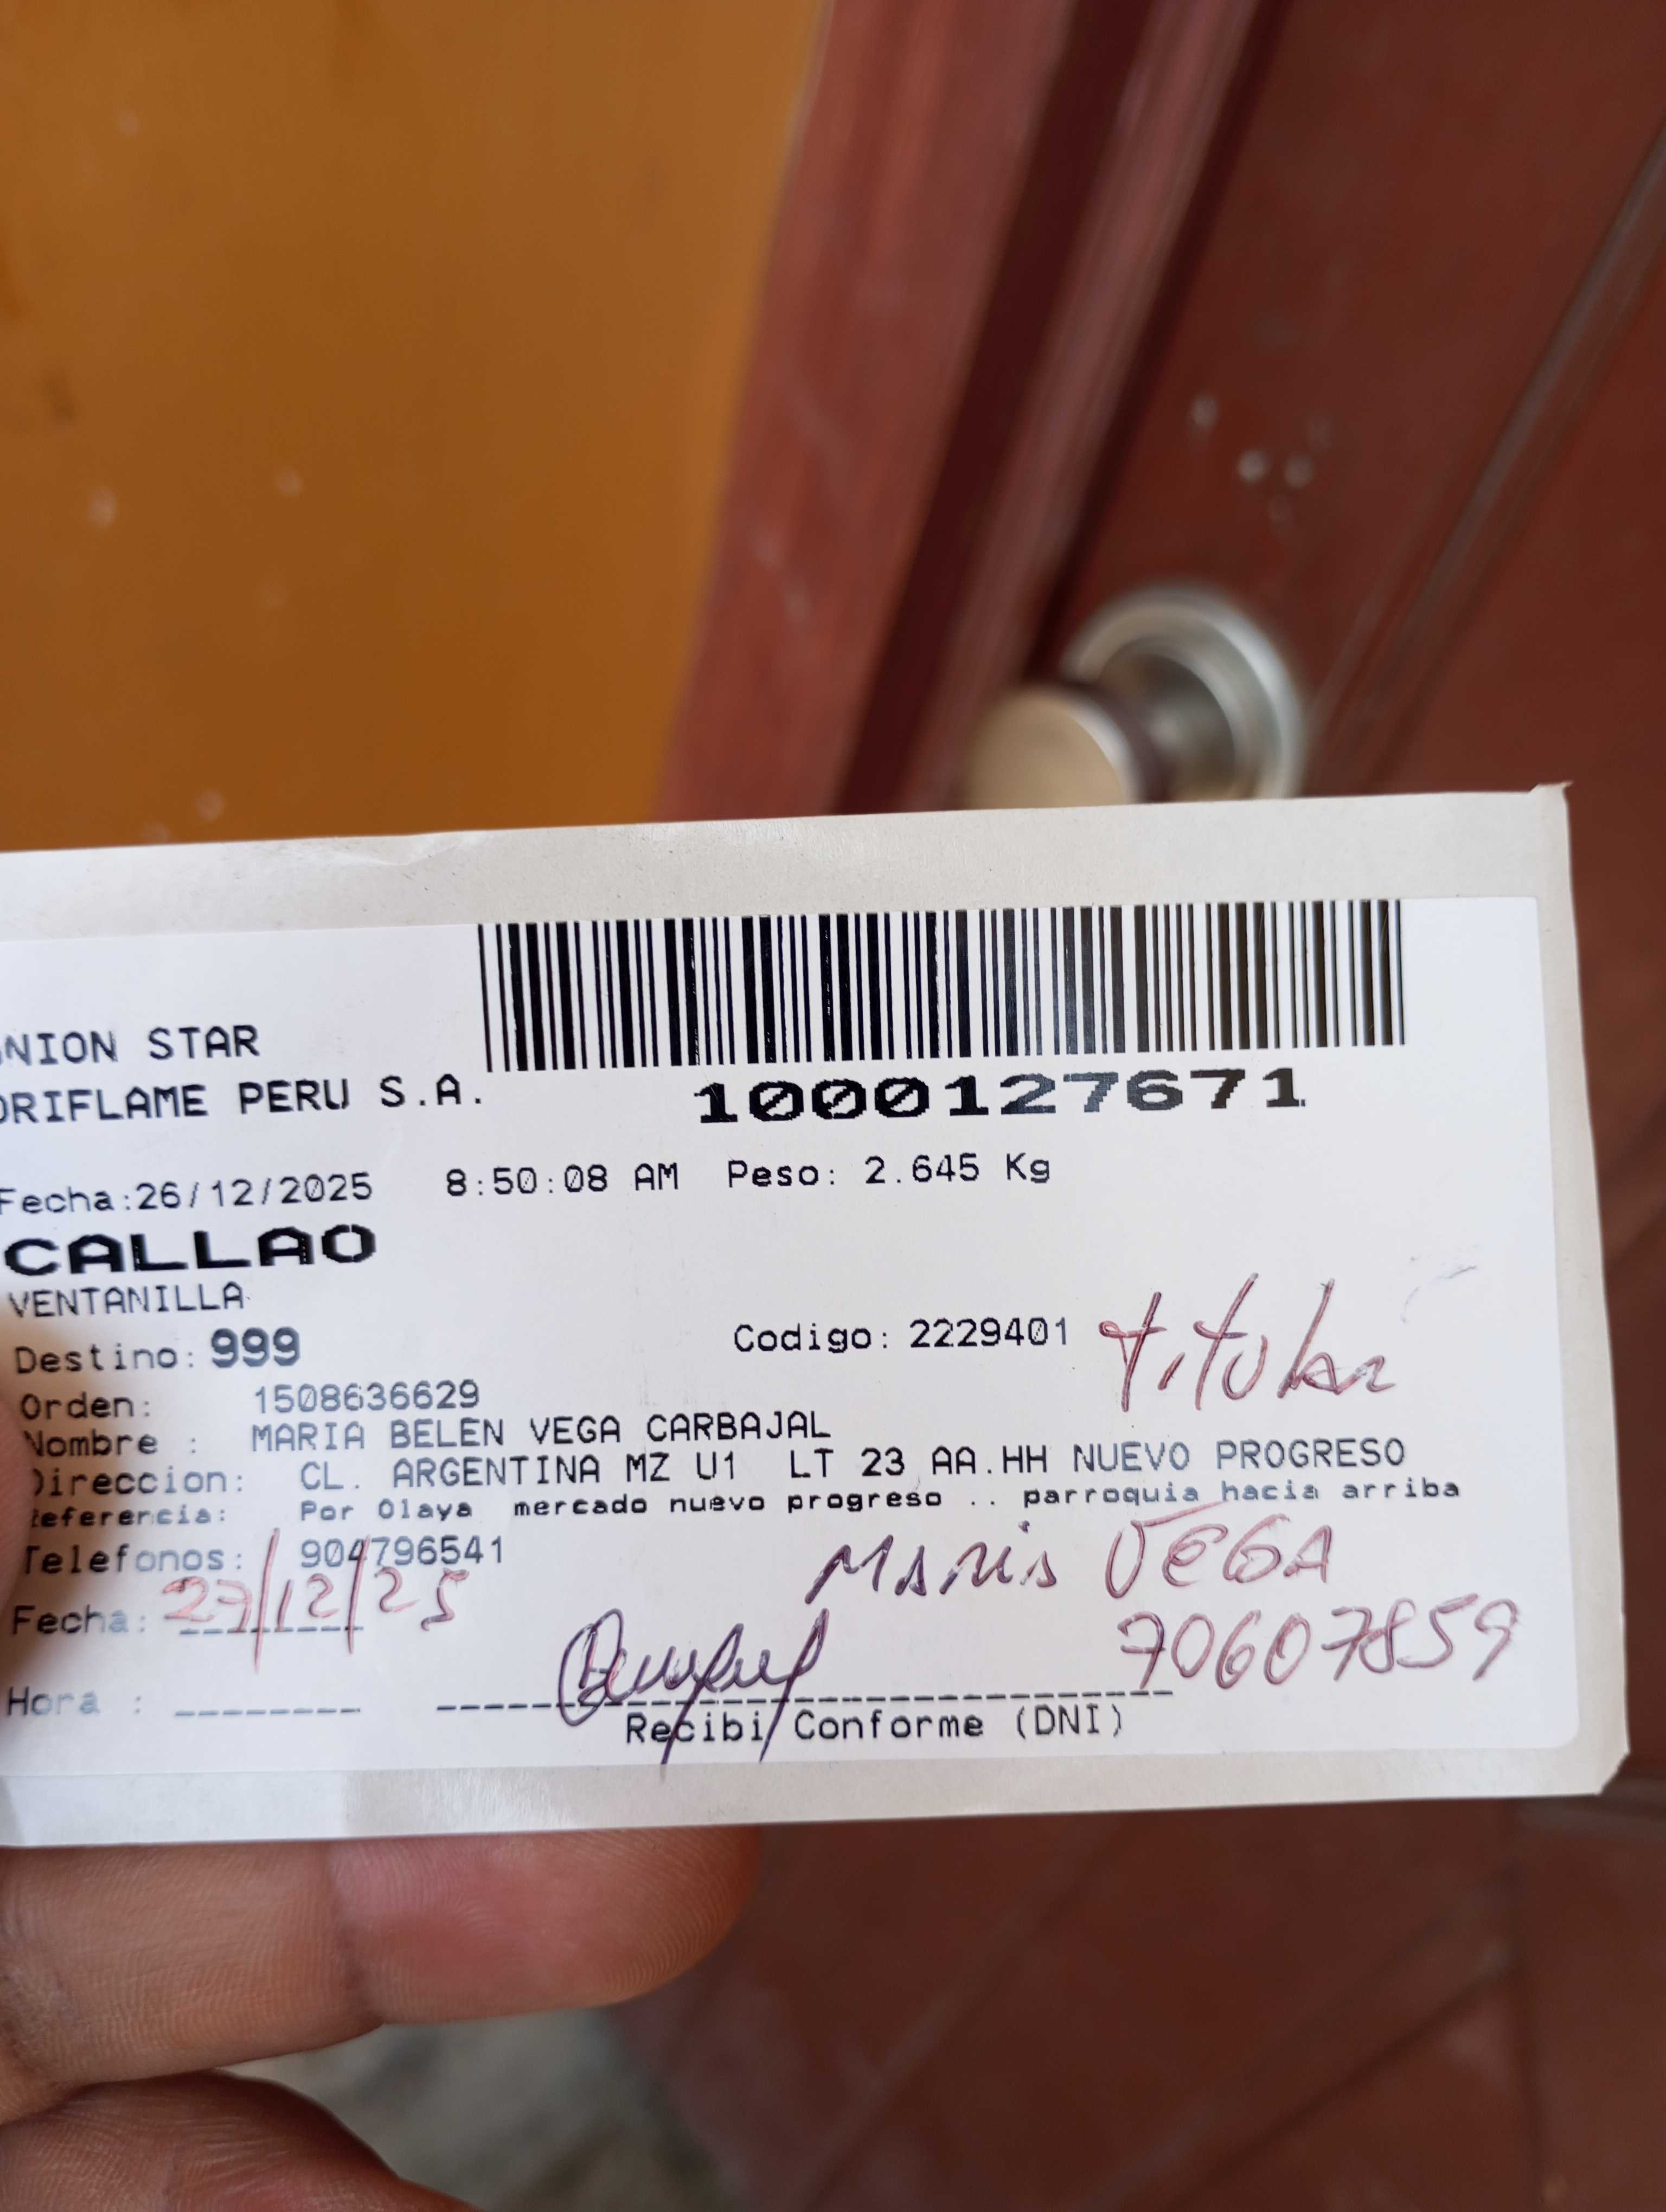 UNION STAR
ORIFLAME PERU S.A.
1000127671
Fecha:26/12/2025 8:50:08 AM Peso: 2.645 Kg
CALLAO
VENTANILLA
Destino: 999 Codigo: 2229401 titular
Orden: 1508636629
Nombre : MARIA BELEN VEGA CARBAJAL
Direccion: CL. ARGENTINA MZ U1 LT 23 AA.HH NUEVO PROGRESO
Referencia: Por Olaya mercado nuevo progreso .. parroquia hacia arriba
Telefonos: 904796541
Maria VEGA
Fecha: 27/12/25
70607859
Hora :
Recibi Conforme (DNI)